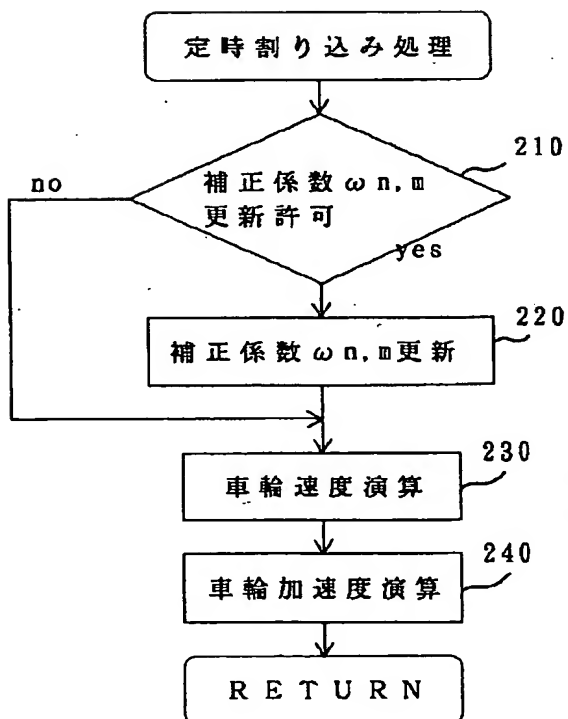 定時割り込み処理
210
no
補正係数ωn,m
更新許可
yes
220
補正係数ωn,m更新
230
車輪速度演算
240
車輪加速度演算
RETURN